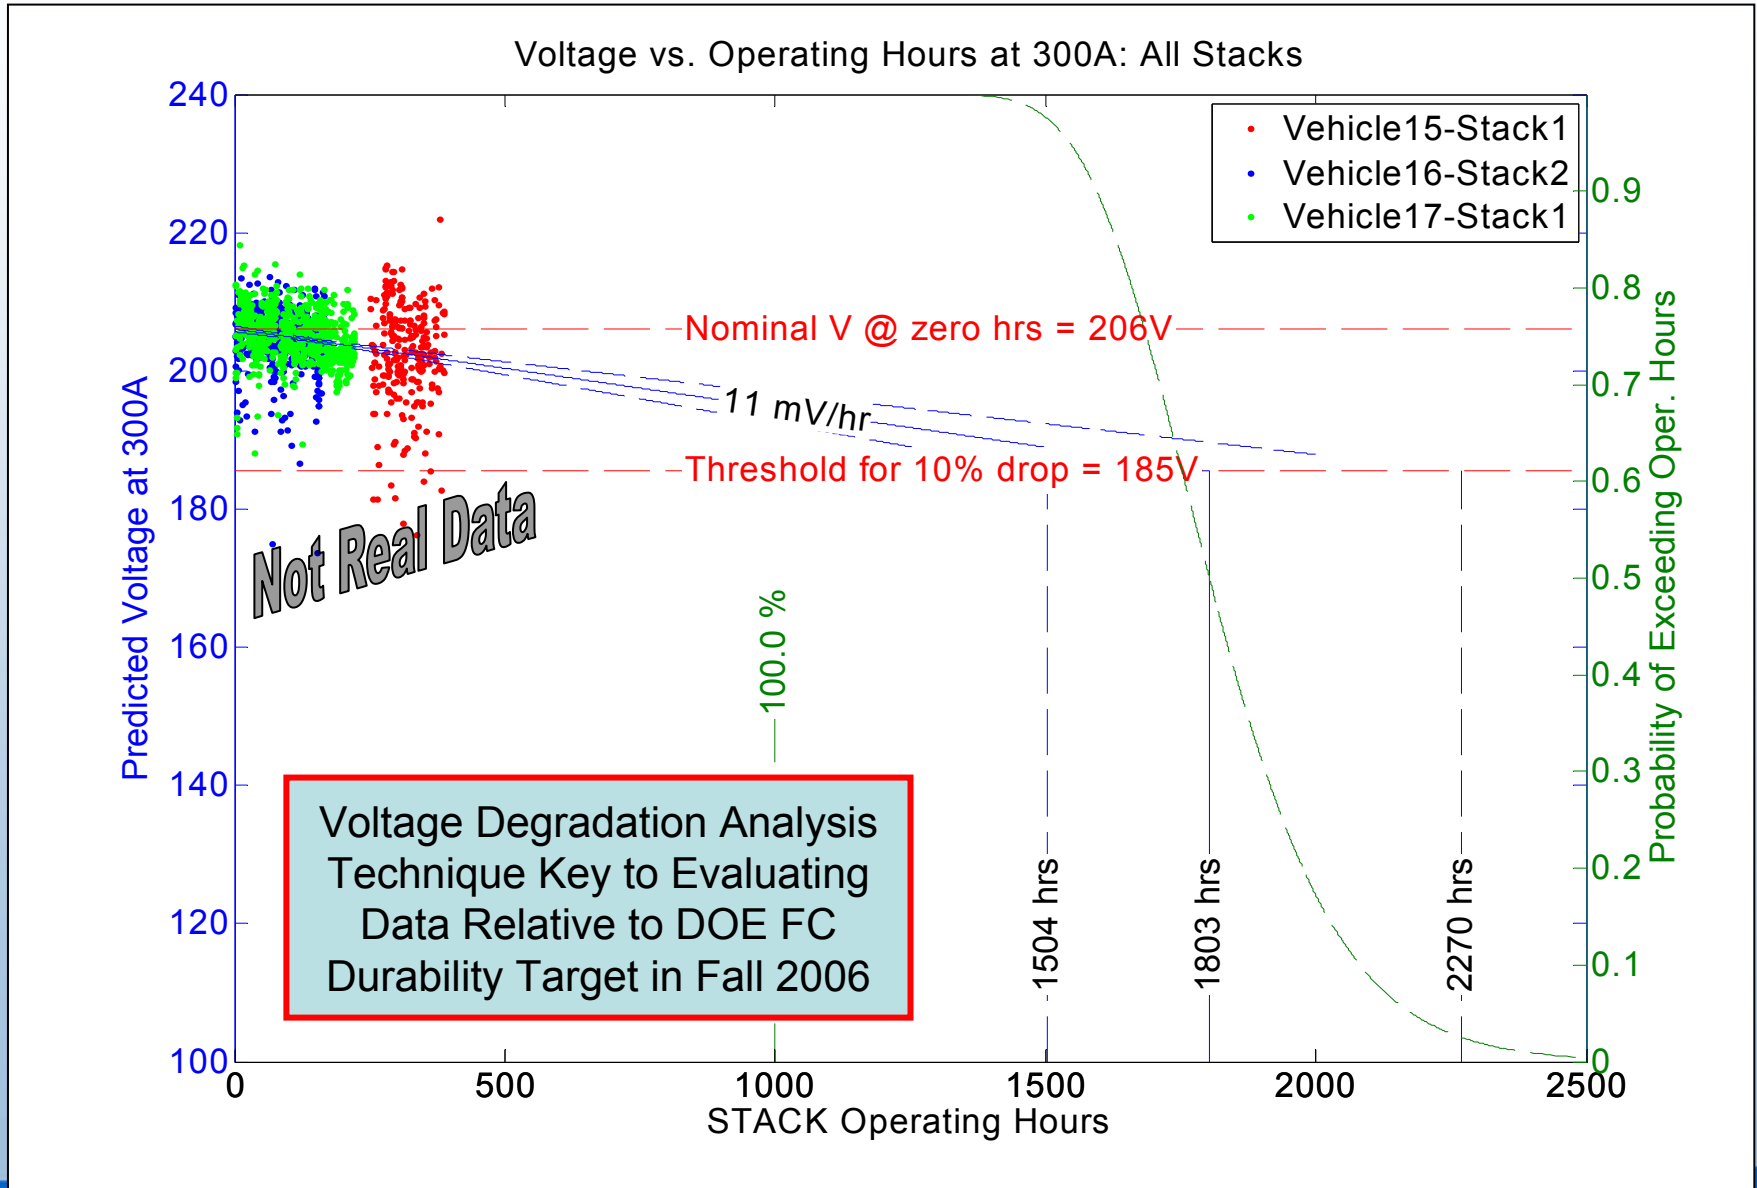 Voltage vs. Operating Hours at 300A: All Stacks
240
220
200
180
160
140
120
100
Predicted Voltage at 300A
Vehicle15-Stack1
Vehicle16-Stack2
Vehicle17-Stack1
0.9
0.8
0.7
0.6
0.5
0.4
0.3
0.2
0.1
0
Probability of Exceeding Oper. Hours
Nominal V @ zero hrs = 206V
11 mV/hr
Threshold for 10% drop = 185V
Not Real Data
100.0 %
Voltage Degradation Analysis
Technique Key to Evaluating
Data Relative to DOE FC
Durability Target in Fall 2006
1504 hrs
1803 hrs
2270 hrs
0 500 1000 1500 2000 2500
STACK Operating Hours